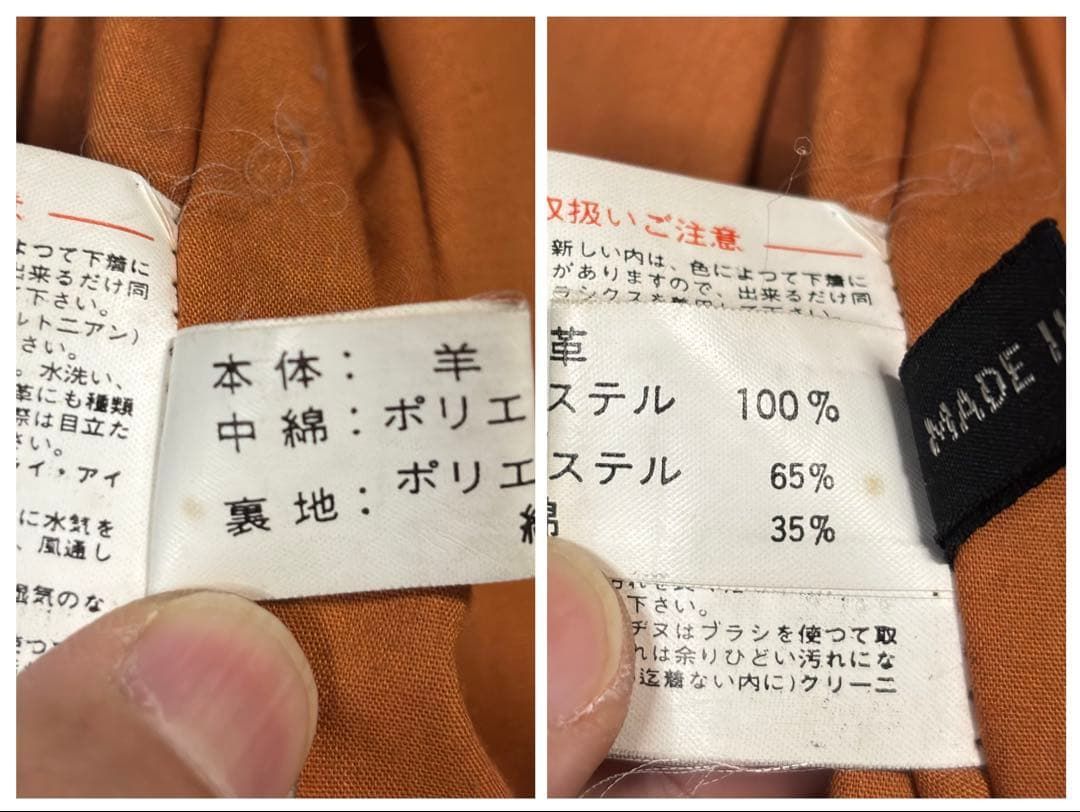 よつて下着に
出来るだけ同
下さい。
ルトニアン)
さい。
。水洗い、
革にも種類
際は目立た
さい。
ライ,アイ
に水気を
、風通し
湿気のな
本体: 羊
中綿:ポリエ
ポリエ
裏地:
綿
取扱いご注意
新しい内は、色によつて下着に
がありますので、出来るだけ同
革
ステル 100%
ステル 65%
綿 35%
下さい。
ヂヌはブラシを使つて取
れは余りひどい汚れにな
迄着ない内に)クリーニ
MADE I